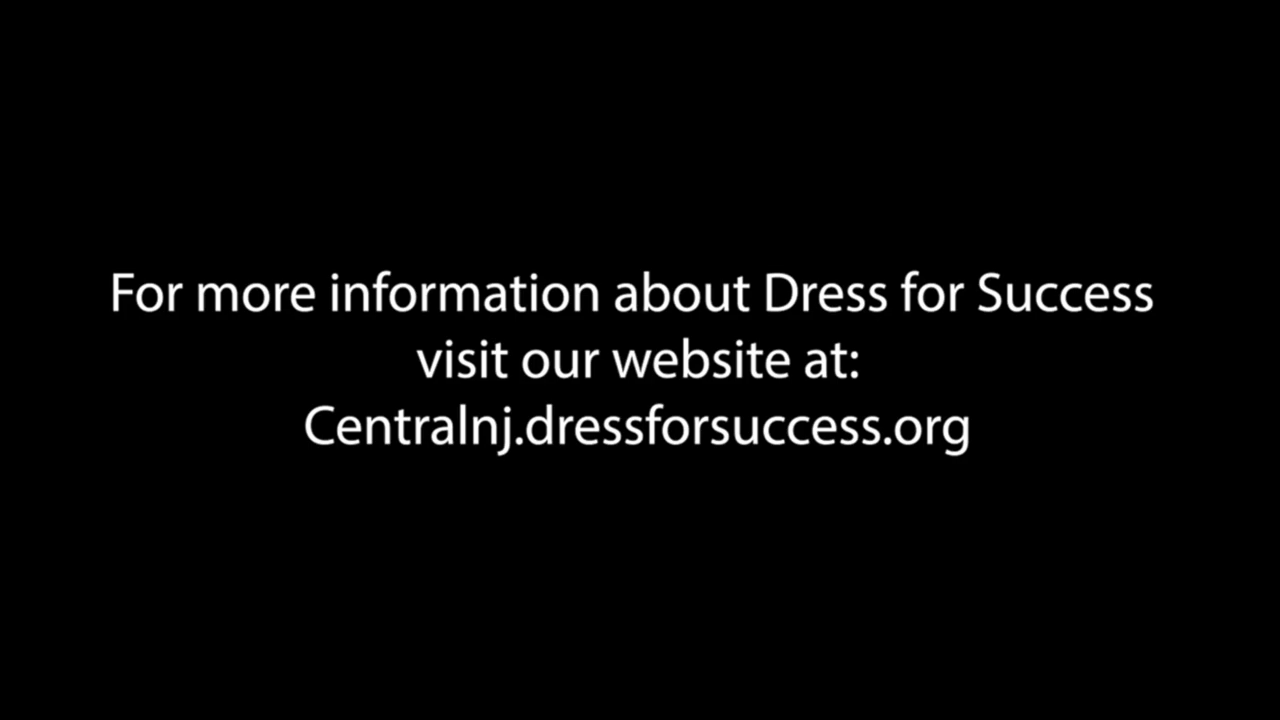 For more information about Dress for Success
visit our website at:
Centralnj.dressforsuccess.org